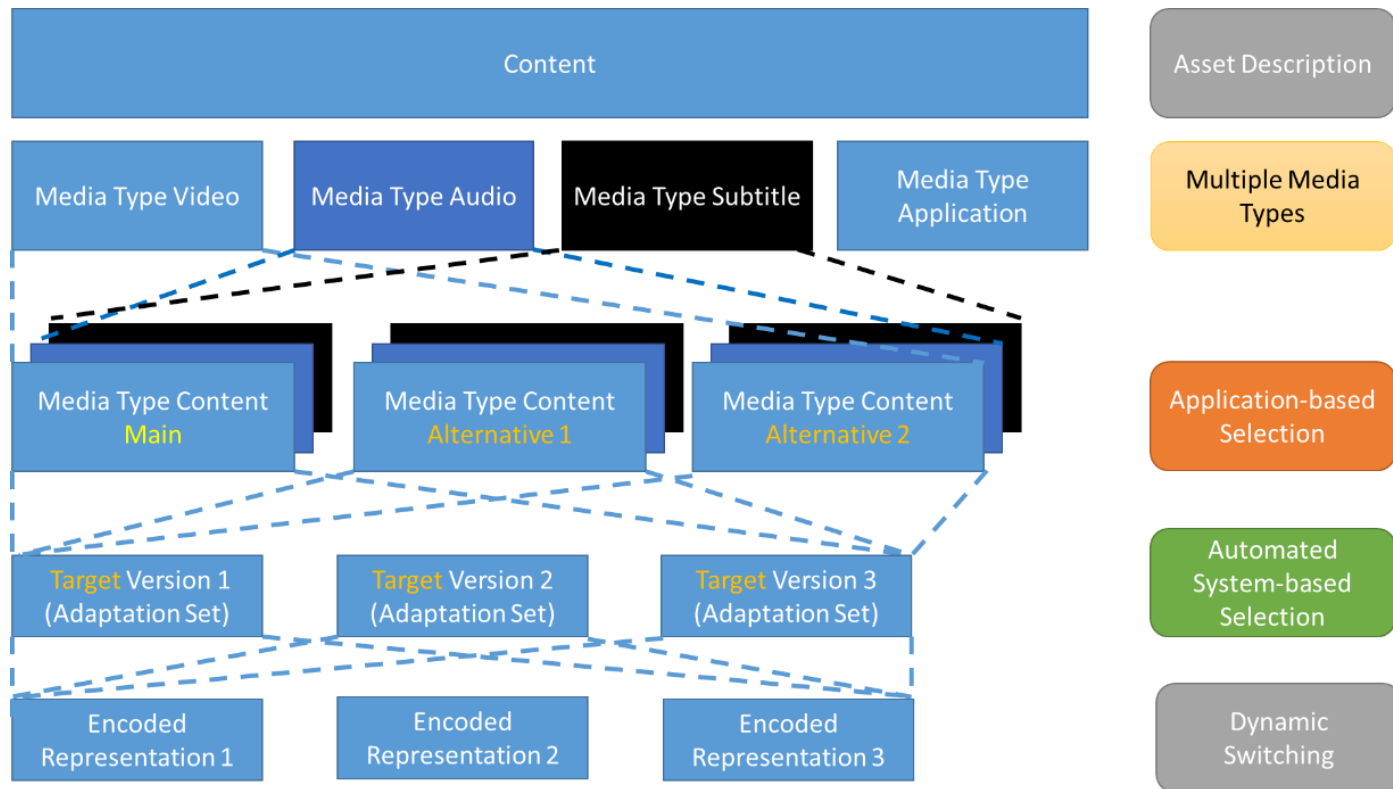 Content
Asset Description
Media Type Video
Media Type Audio
Media Type Subtitle
Media Type
Application
Multiple Media
Types
Media Type Content
Main
Media Type Content
Alternative 1
Media Type Content
Alternative 2
Application-based
Selection
Target Version 1
(Adaptation Set)
Target Version 2
(Adaptation Set)
Target Version 3
(Adaptation Set)
Automated
System-based
Selection
Encoded
Representation 1
Encoded
Representation 2
Encoded
Representation 3
Dynamic
Switching